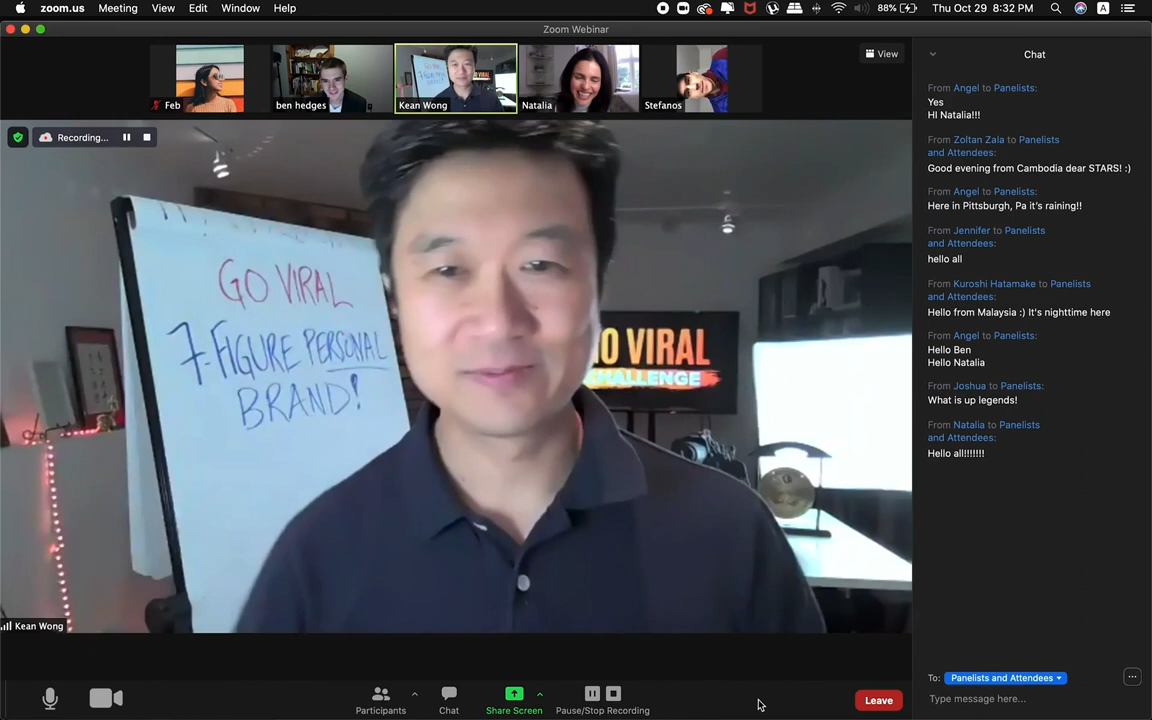 zoom.us Meeting View Edit Window Help
88% Thu Oct 29 8:32 PM A
Zoom Webinar
Feb
ben hedges
Kean Wong
Natalia
Stefanos
View
Recording...
GO VIRAL
7-FIGURE PERSONAL
BRAND!
O VIRAL
CHALLENGE
Kean Wong
Chat
From Angel to Panelists:
Yes
HI Natalia!!!
From Zoltan Zala to Panelists
and Attendees:
Good evening from Cambodia dear STARS! :)
From Angel to Panelists:
Here in Pittsburgh, Pa it's raining!!
From Jennifer to Panelists
and Attendees:
hello all
From Kuroshi Hatamake to Panelists
and Attendees:
Hello from Malaysia :) It's nighttime here
From Angel to Panelists:
Hello Ben
Hello Natalia
From Joshua to Panelists:
What is up legends!
From Natalia to Panelists
and Attendees:
Hello all!!!!!!!
To: Panelists and Attendees
Type message here...
Participants
Chat
Share Screen
Pause/Stop Recording
Leave